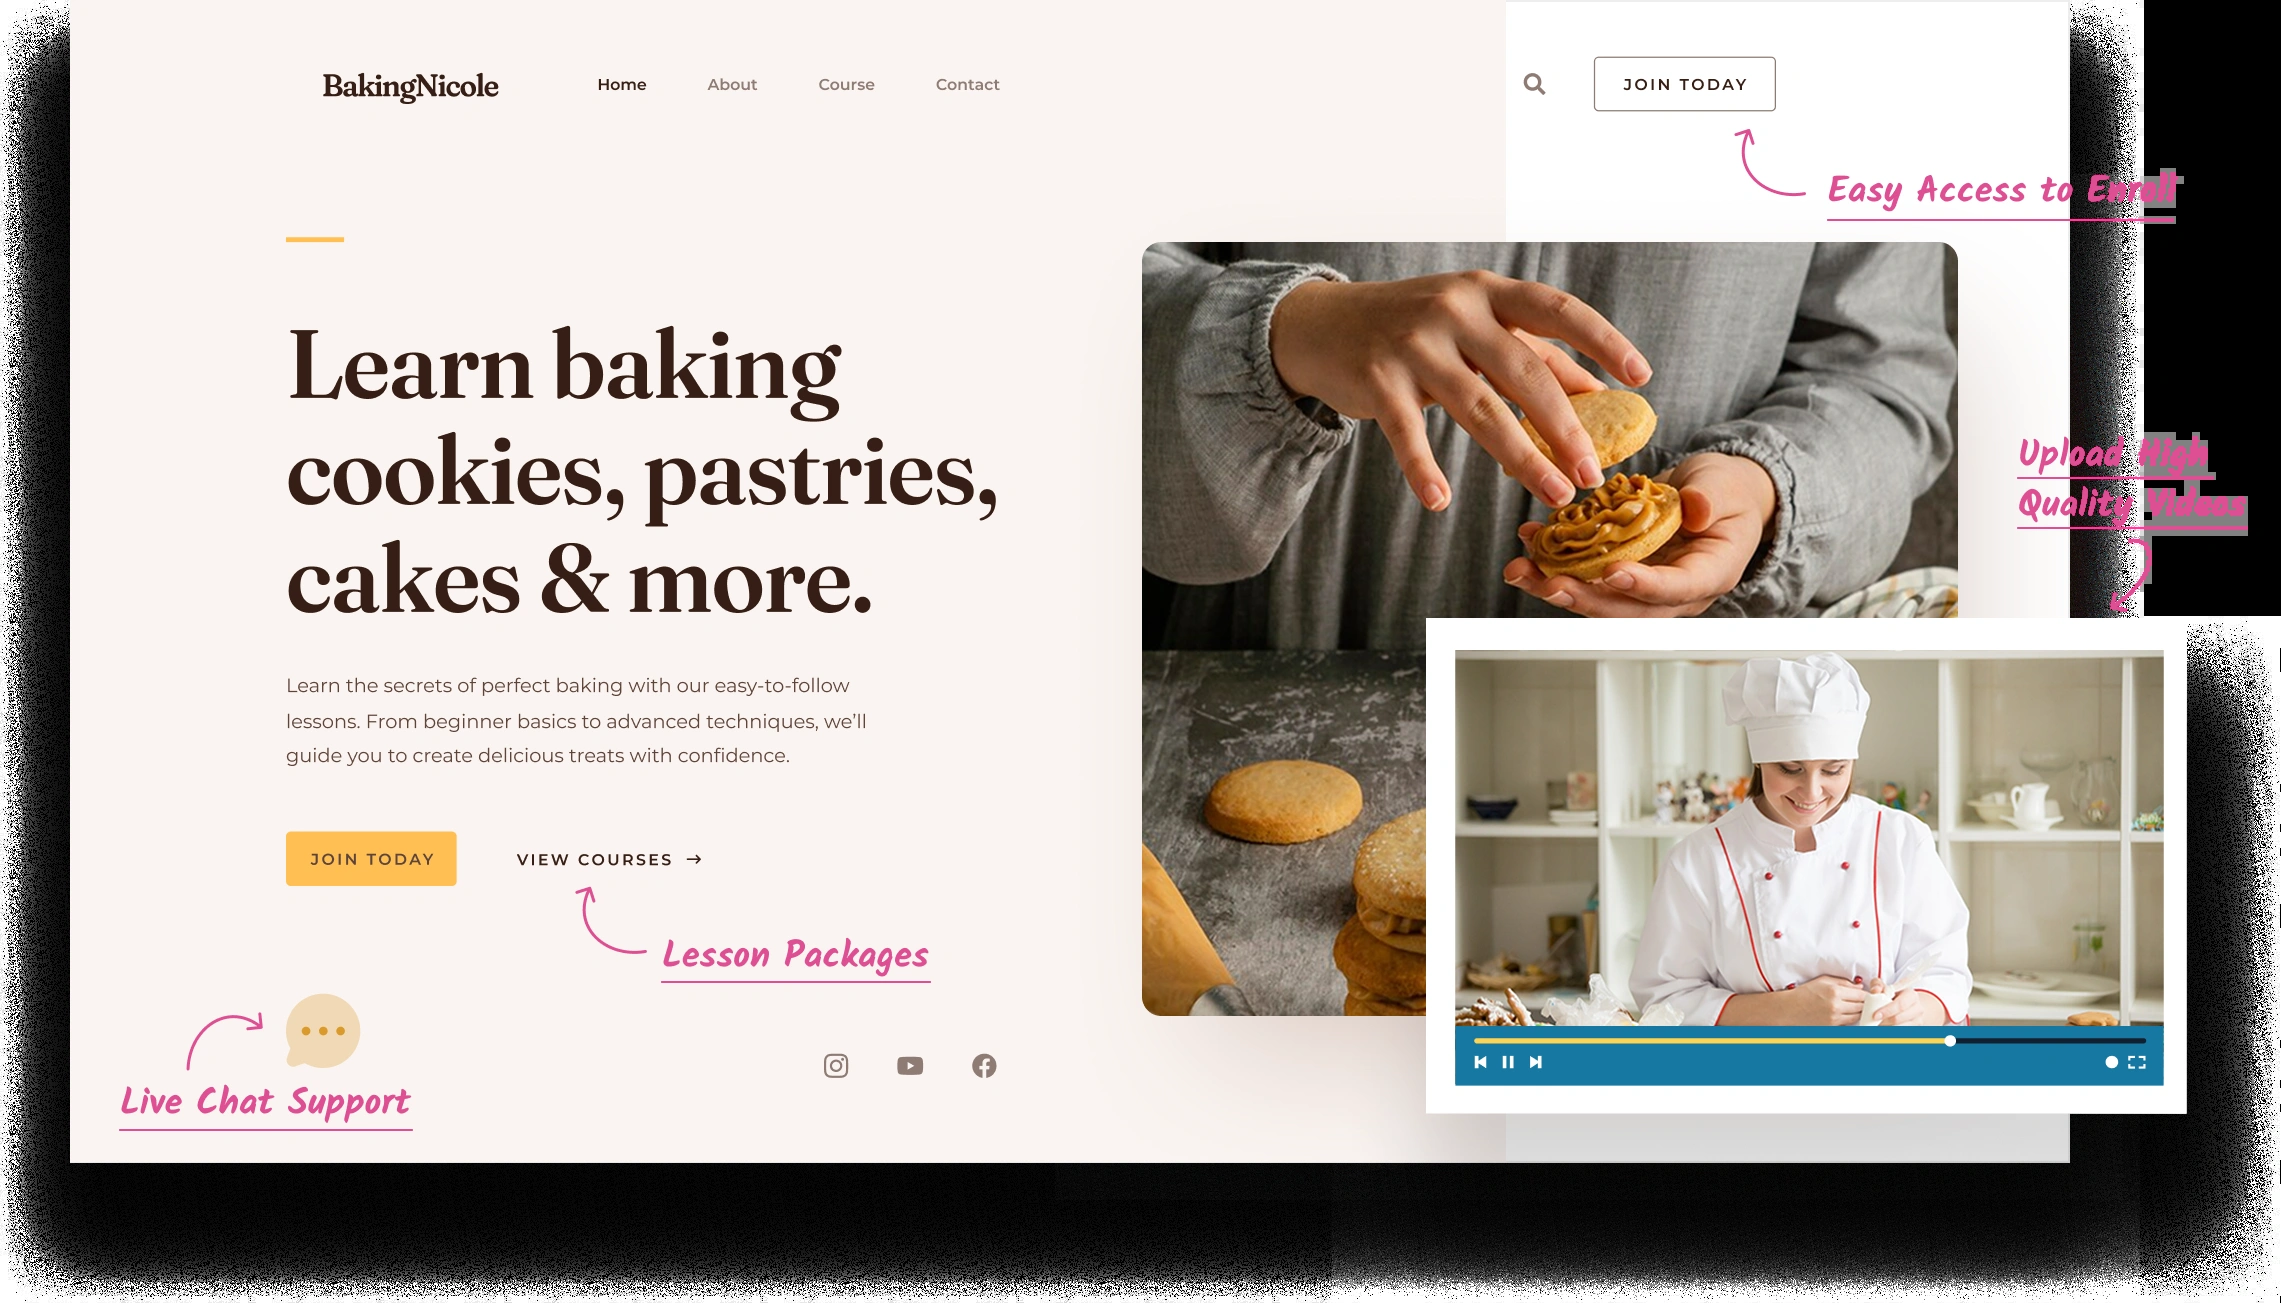 BakingNicole
Home About Course Contact
JOIN TODAY
Easy Access to Enroll
Learn baking
cookies, pastries,
cakes & more.
Upload High
Quality Videos
Learn the secrets of perfect baking with our easy-to-follow
lessons. From beginner basics to advanced techniques, we’ll
guide you to create delicious treats with confidence.
JOIN TODAY
VIEW COURSES →
Lesson Packages
Live Chat Support